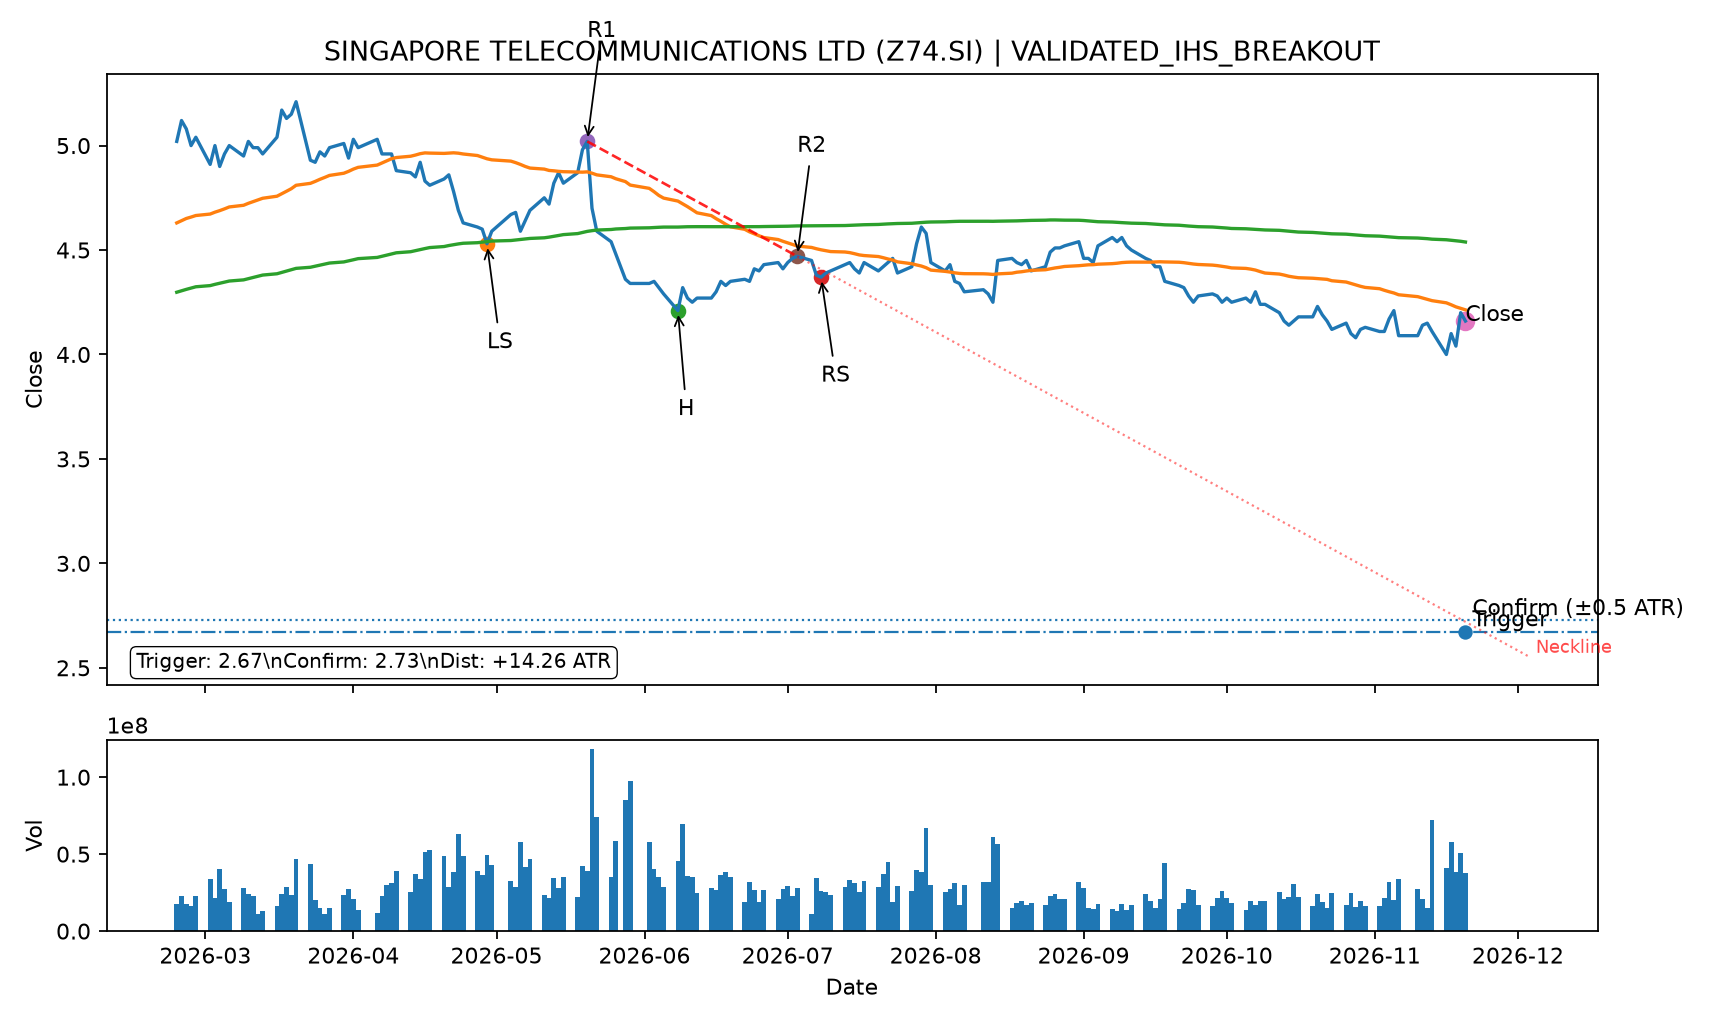 R1
SINGAPORE TELECOMMUNICATIONS LTD (Z74.SI) | VALIDATED_IHS_BREAKOUT
5.0
4.5
4.0
3.5
3.0
2.5
Close
R2
LS
RS
H
Close
Confirm (±0.5 ATR)
Trigger
Neckline
Trigger: 2.67\nConfirm: 2.73\nDist: +14.26 ATR
1e8
1.0
0.5
0.0
Vol
2026-03 2026-04 2026-05 2026-06 2026-07 2026-08 2026-09 2026-10 2026-11 2026-12
Date